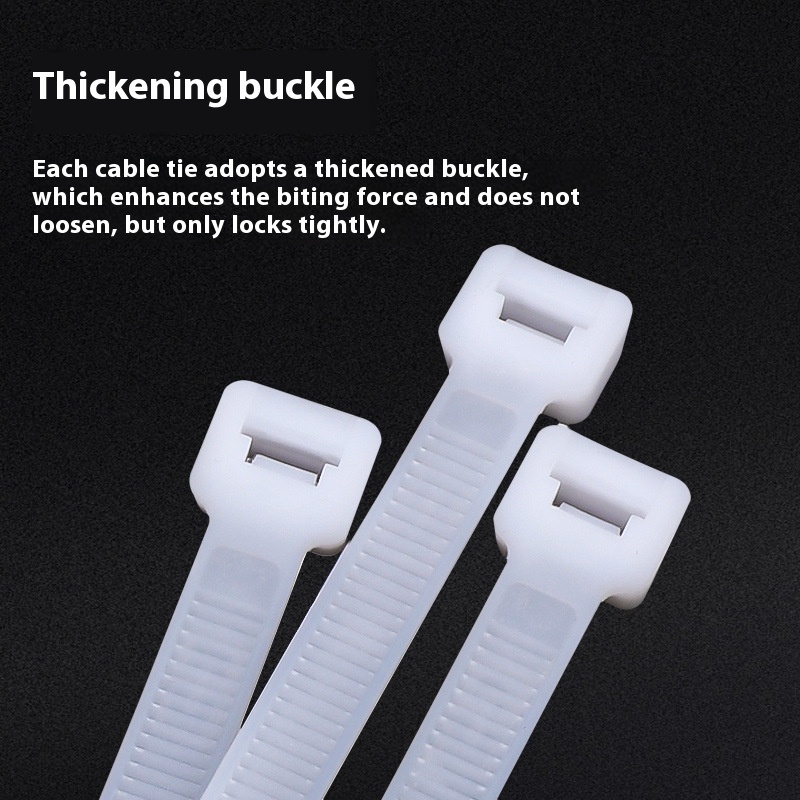 Thickening buckle
Each cable tie adopts a thickened buckle,
which enhances the biting force and does not
loosen, but only locks tightly.